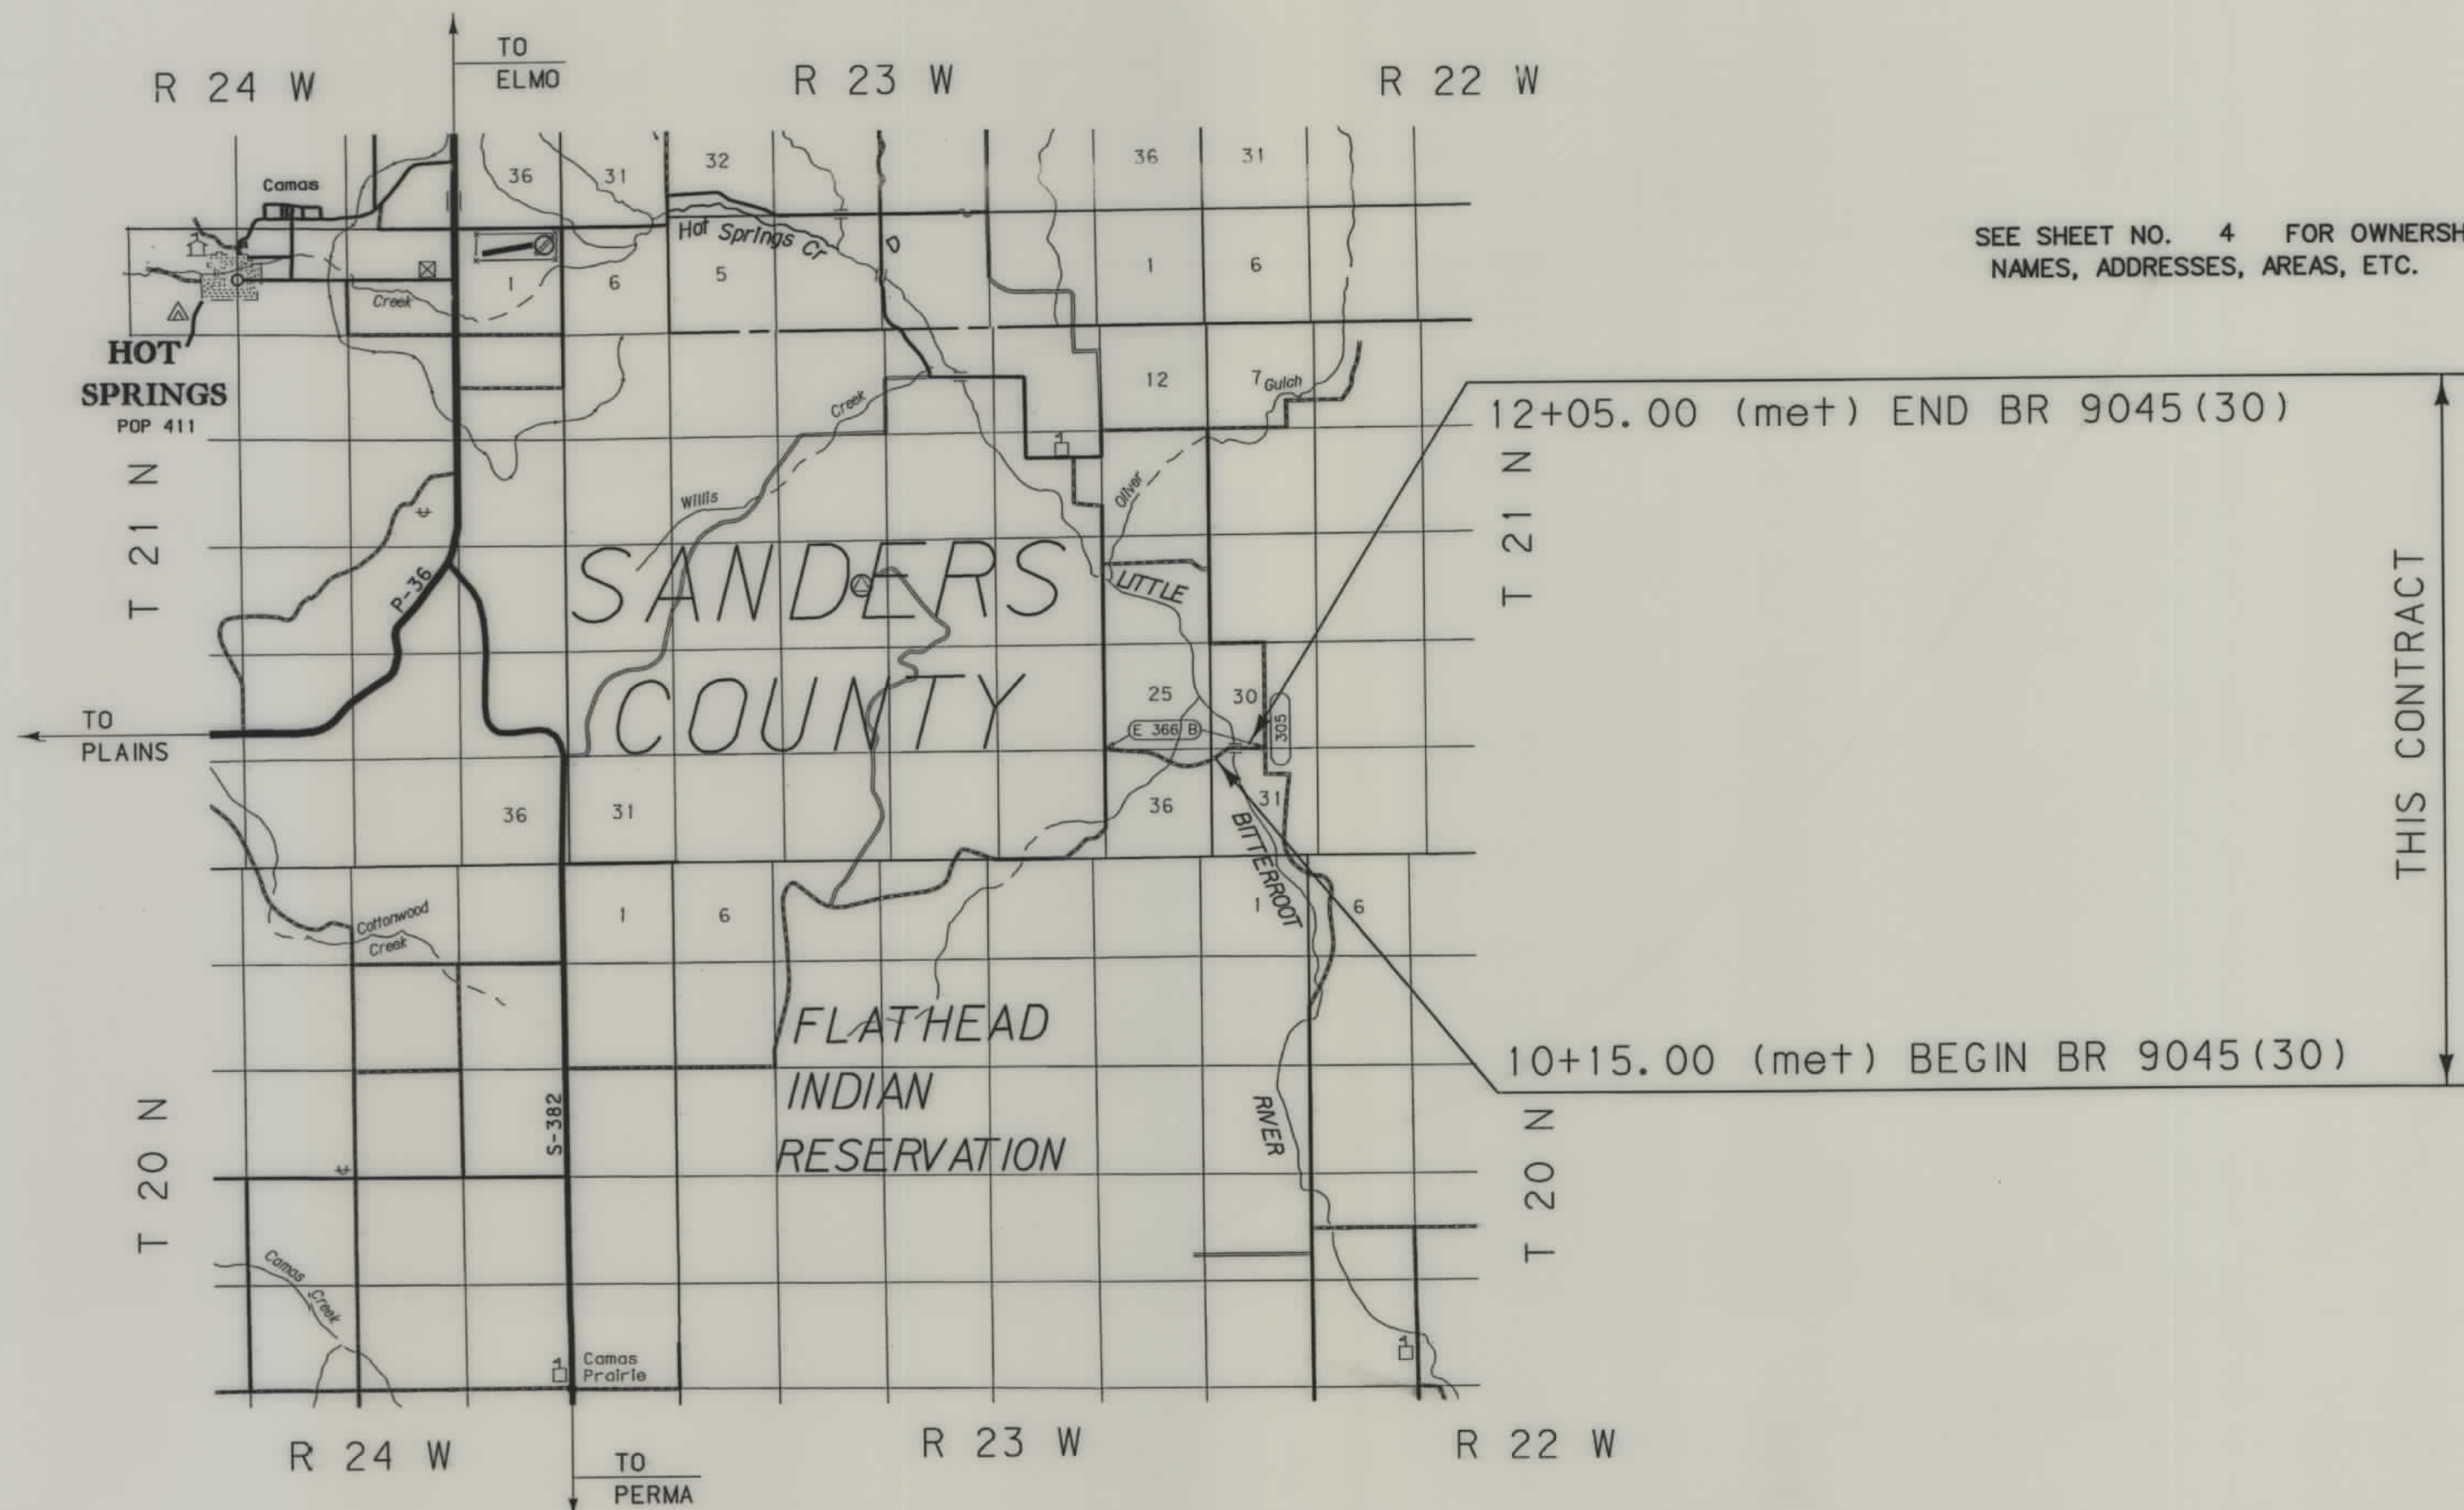 TO
ELMO
R 24 W
R 23 W
R 22 W
36
31
32
36
31
Camas
Hot Springs Cr
SEE SHEET NO. 4 FOR OWNERSH
NAMES, ADDRESSES, AREAS, ETC.
1
6
5
1
6
Creek
HOT
SPRINGS
POP 411
12
7
Gulch
Creek
12+05.00 (met) END BR 9045(30)
T 21 N
T 21 N
Willis
Oliver
P-36
SANDERS
COUNTY
LITTLE
THIS CONTRACT
25
30
E 366 B
305
TO
PLAINS
36
31
36
31
BITTERROOT
Cottonwood
Creek
1
6
1
6
FLATHEAD
INDIAN
RESERVATION
10+15.00 (met) BEGIN BR 9045(30)
RIVER
S-382
T 20 N
T 20 N
Camas
Creek
Camas
Prairie
R 24 W
R 23 W
R 22 W
TO
PERMA